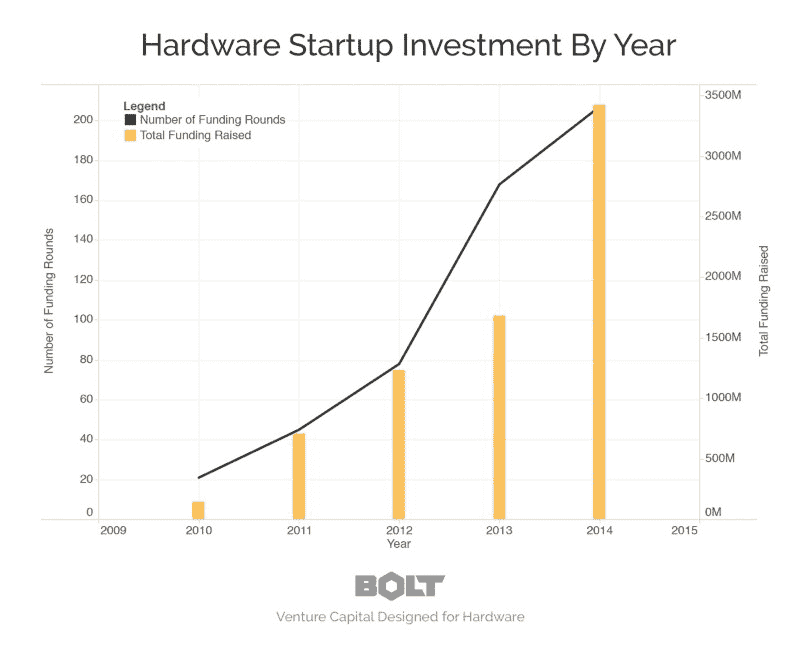 Hardware Startup Investment By Year
Legend
Number of Funding Rounds
Total Funding Raised
Number of Funding Rounds
200
180
160
140
120
100
80
60
40
20
0
3500M
3000M
2500M
2000M
1500M
1000M
500M
0M
Total Funding Raised
2009 2010 2011 2012 2013 2014 2015
Year
BOLT
Venture Capital Designed for Hardware